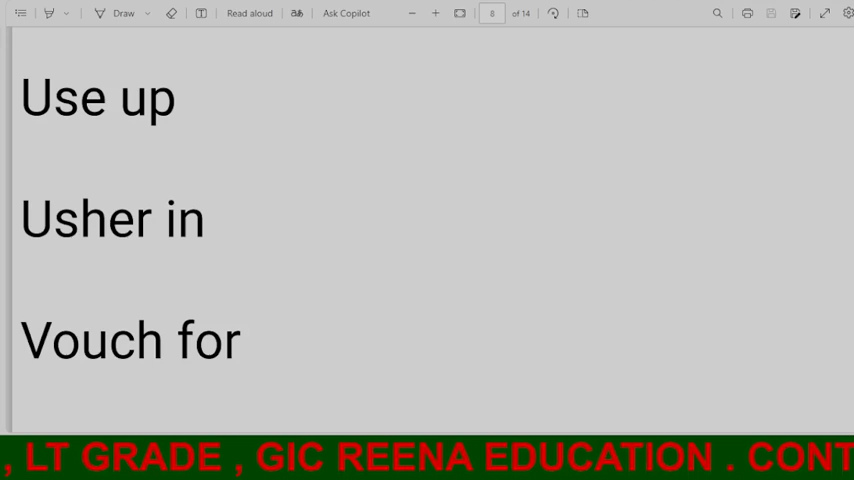 Draw Read aloud Ask Copilot 8 of 14
Use up
Usher in
Vouch for
, LT GRADE , GIC REENA EDUCATION . CONT